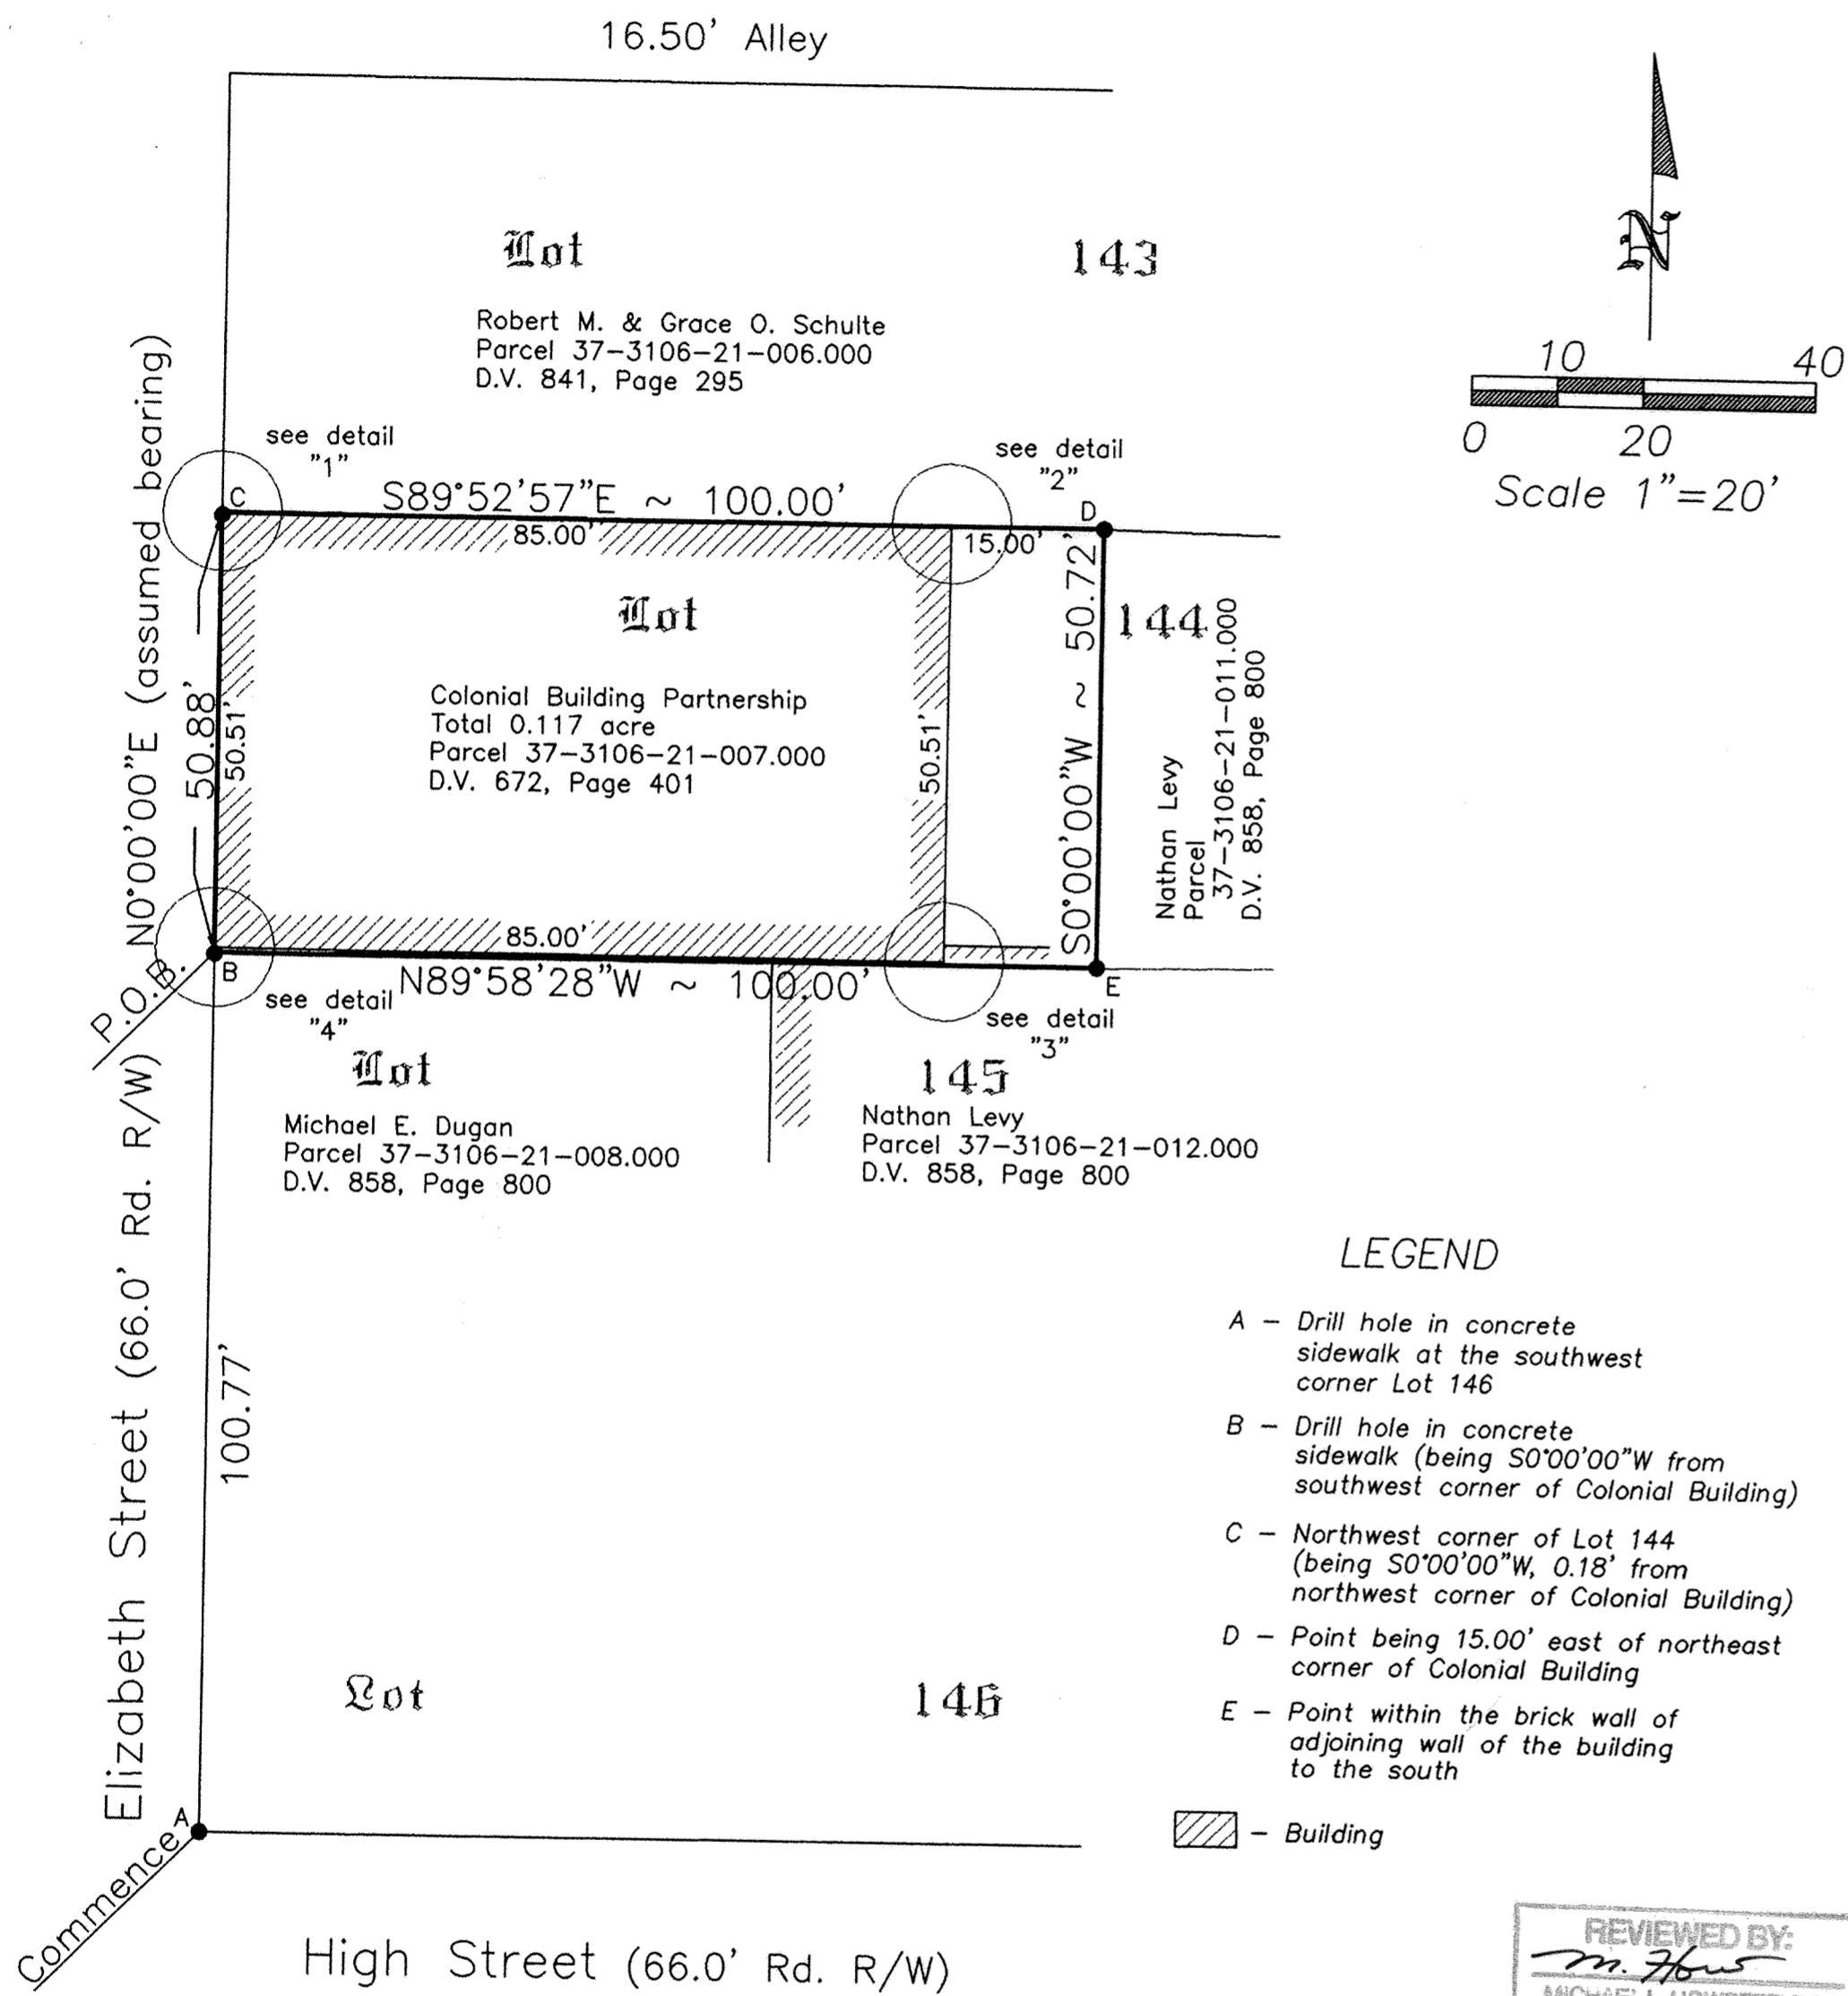 16.50' Alley
Lot 143
Robert M. & Grace O. Schulte
Parcel 37-3106-21-006.000
D.V. 841, Page 295
N
10 40
0 20
Scale 1"=20'
see detail
"1"
see detail
"2"
C
S89°52'57"E ~ 100.00'
D
85.00'
15.00'
N0°00'00"E (assumed bearing)
50.88'
50.51'
Lot 144
Colonial Building Partnership
Total 0.117 acre
Parcel 37-3106-21-007.000
D.V. 672, Page 401
50.51'
S0°00'00"W ~ 50.72'
Nathan Levy
Parcel
37-3106-21-011.000
D.V. 858, Page 800
85.00'
P.O.B.
B
N89°58'28"W ~ 100.00'
E
see detail
"4"
see detail
"3"
Lot 145
Michael E. Dugan
Parcel 37-3106-21-008.000
D.V. 858, Page 800
Nathan Levy
Parcel 37-3106-21-012.000
D.V. 858, Page 800
Elizabeth Street (66.0' Rd. R/W)
100.77'
LEGEND
A - Drill hole in concrete
sidewalk at the southwest
corner Lot 146
B - Drill hole in concrete
sidewalk (being S0°00'00"W from
southwest corner of Colonial Building)
C - Northwest corner of Lot 144
(being S0°00'00"W, 0.18' from
northwest corner of Colonial Building)
D - Point being 15.00' east of northeast
corner of Colonial Building
E - Point within the brick wall of
adjoining wall of the building
to the south
- Building
Lot 146
A
Commence
High Street (66.0' Rd. R/W)
REVIEWED BY: